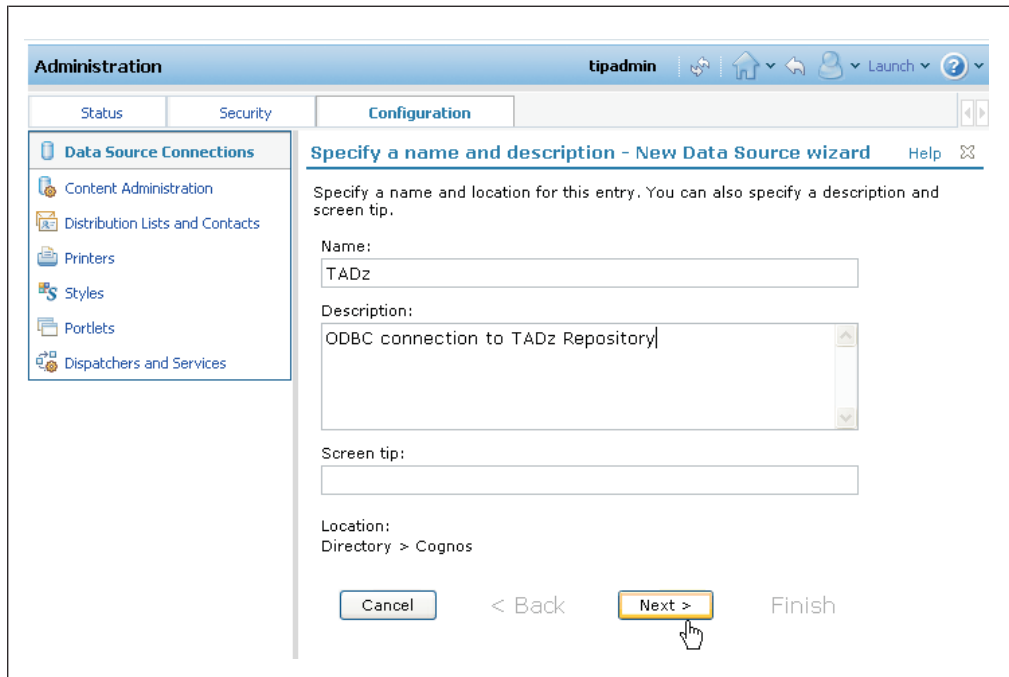 Administration
tipadmin
Launch
?
Status
Security
Configuration
Data Source Connections
Content Administration
Distribution Lists and Contacts
Printers
Styles
Portlets
Dispatchers and Services
Specify a name and description - New Data Source wizard
Help
Specify a name and location for this entry. You can also specify a description and
screen tip.
Name:
TADz
Description:
ODBC connection to TADz Repository
Screen tip:
Location:
Directory > Cognos
Cancel
< Back
Next >
Finish